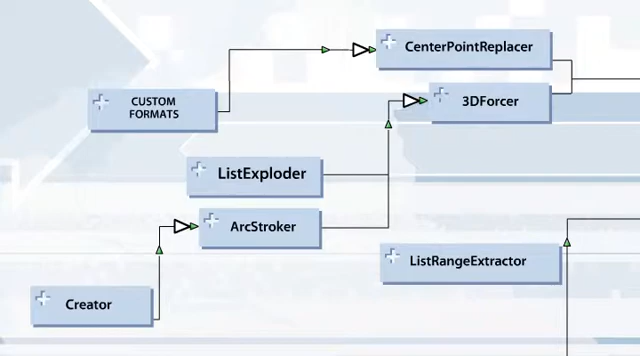 CenterPointReplacer
CUSTOM
FORMATS
3DForcer
ListExploder
ArcStroker
ListRangeExtractor
Creator